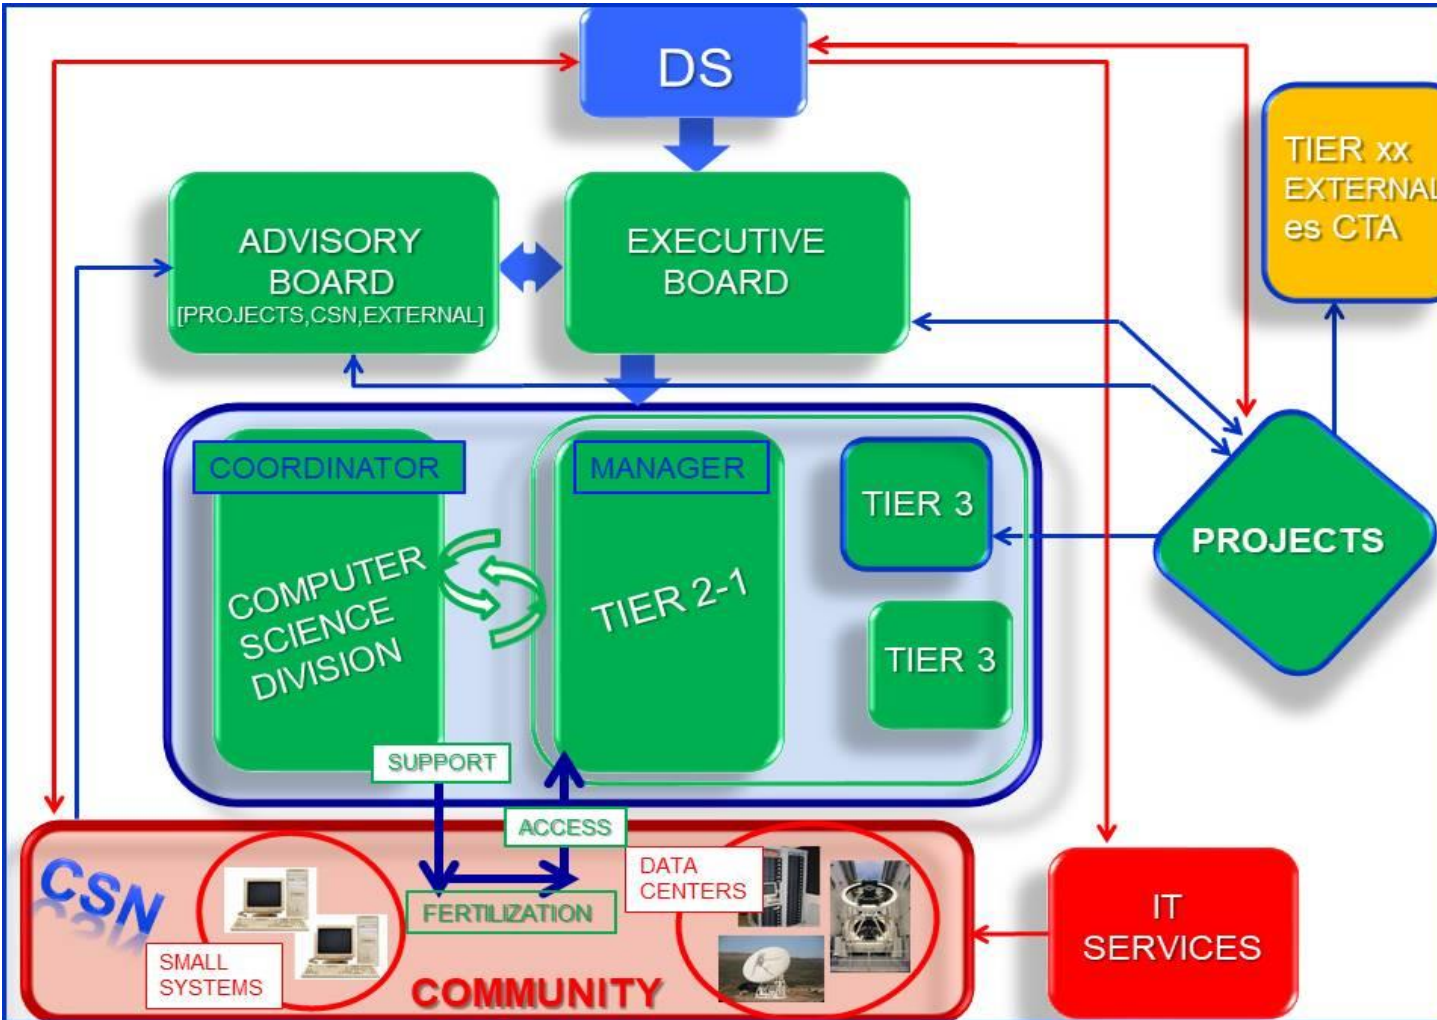 DS
TIER xx
EXTERNAL
es CTA
ADVISORY
BOARD
[PROJECTS,CSN,EXTERNAL]
EXECUTIVE
BOARD
COORDINATOR
MANAGER
TIER 3
PROJECTS
COMPUTER
SCIENCE
DIVISION
TIER 2-1
TIER 3
SUPPORT
ACCESS
CSN
DATA
CENTERS
FERTILIZATION
IT
SERVICES
SMALL
SYSTEMS
COMMUNITY